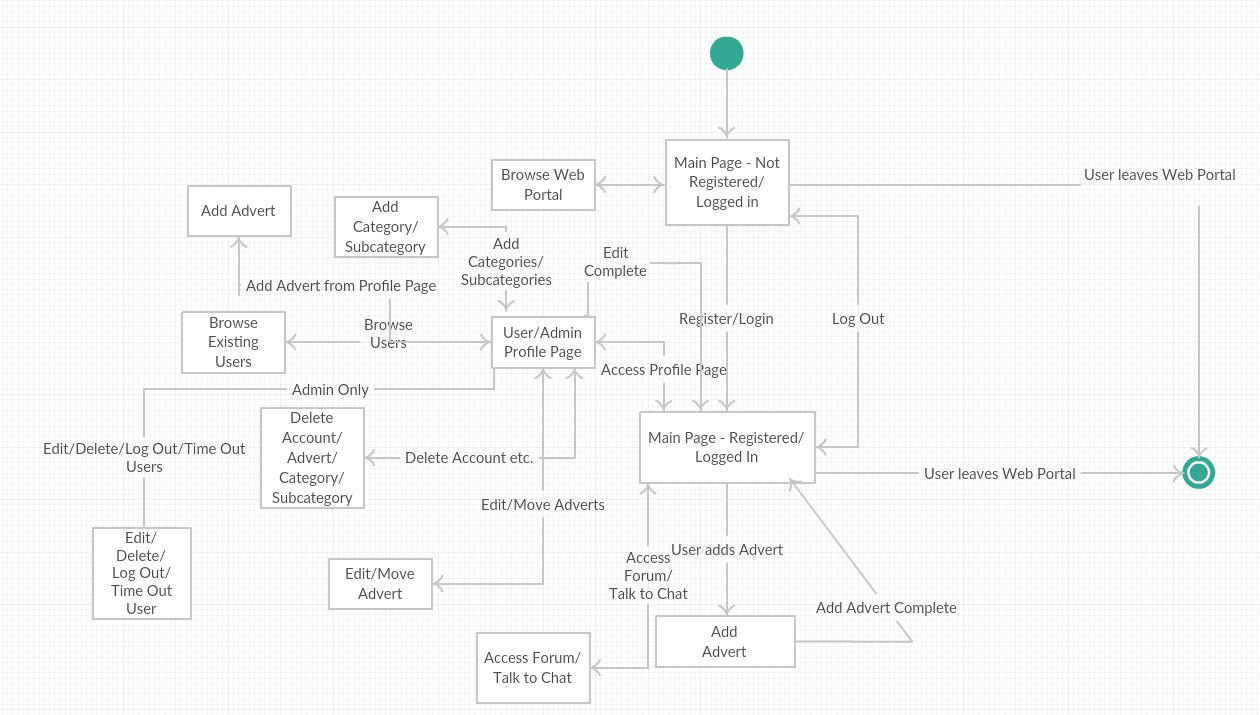 Main Page - Not
Registered/
Logged in
User leaves Web Portal
Browse Web
Portal
Add Advert
Add
Category/
Subcategory
Add
Categories/
Subcategories
Edit
Complete
Add Advert from Profile Page
Browse
Existing
Users
Browse
Users
User/Admin
Profile Page
Register/Login
Log Out
Access Profile Page
Admin Only
Delete
Account/
Advert/
Category/
Subcategory
Main Page - Registered/
Logged In
Edit/Delete/Log Out/Time Out
Users
Delete Account etc.
User leaves Web Portal
Edit/Move Adverts
Edit/
Delete/
Log Out/
Time Out
User
Edit/Move
Advert
Access
Forum/
Talk to Chat
User adds Advert
Add Advert Complete
Add
Advert
Access Forum/
Talk to Chat